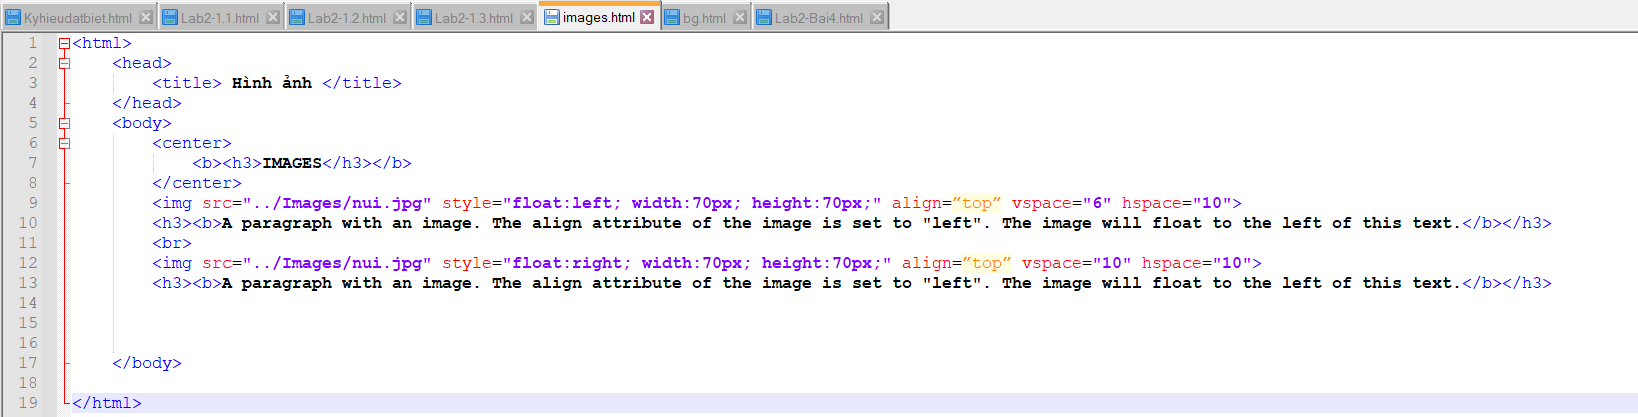 Kyhieudatbiet.html Lab2-1.1.html Lab2-1.2.html Lab2-1.3.html images.html bg.html Lab2-Bai4.html
1 <html>
2 <head>
3 <title> Hình ảnh </title>
4 </head>
5 <body>
6 <center>
7 <b><h3>IMAGES</h3></b>
8 </center>
9 <img src="../Images/nui.jpg" style="float:left; width:70px; height:70px;" align=”top” vspace="6" hspace="10">
10 <h3><b>A paragraph with an image. The align attribute of the image is set to "left". The image will float to the left of this text.</b></h3>
11 <br>
12 <img src="../Images/nui.jpg" style="float:right; width:70px; height:70px;" align=”top” vspace="10" hspace="10">
13 <h3><b>A paragraph with an image. The align attribute of the image is set to "left". The image will float to the left of this text.</b></h3>
14
15
16
17 </body>
18
19 </html>